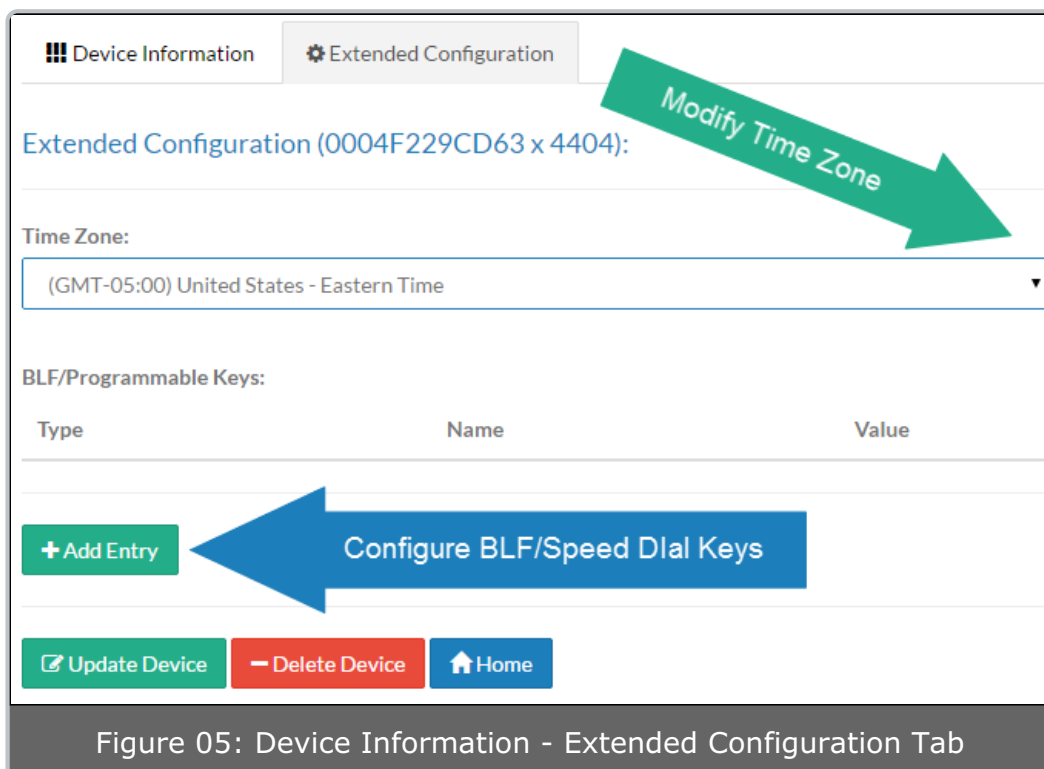 Device Information Extended Configuration
Modify Time Zone
Extended Configuration (0004F229CD63 x 4404):
Time Zone:
(GMT-05:00) United States - Eastern Time
BLF/Programmable Keys:
Type Name Value
+ Add Entry
Configure BLF/Speed DIal Keys
Update Device Delete Device Home
Figure 05: Device Information - Extended Configuration Tab